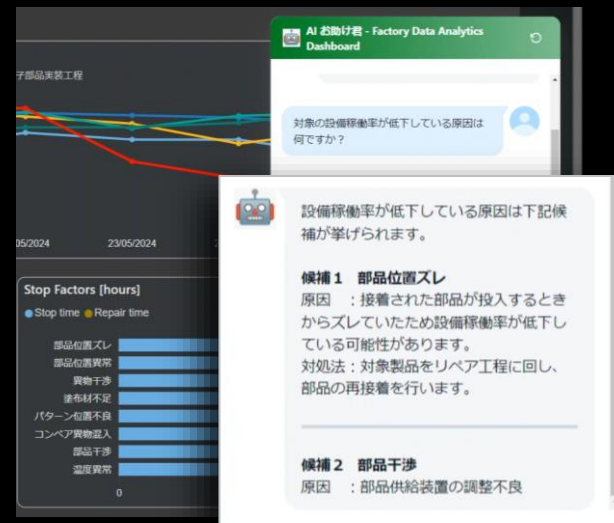 AI お助け君 - Factory Data Analytics
Dashboard
子部品実装工程
対象の設備稼働率が低下している原因は
何ですか？
05/2024
23/05/2024
設備稼働率が低下している原因は下記候
補が挙げられます。
候補１ 部品位置ズレ
原因　：接着された部品が投入するとき
からズレていたため設備稼働率が低下し
ている可能性があります。
対処法：対象製品をリペア工程に回し、
部品の再接着を行います。
候補２ 部品干渉
原因　：部品供給装置の調整不良
Stop Factors [hours]
Stop time Repair time
部品位置ズレ
部品位置異常
異物干渉
塗布材不足
パターン位置不良
コンベア異物混入
部品干渉
温度異常
0